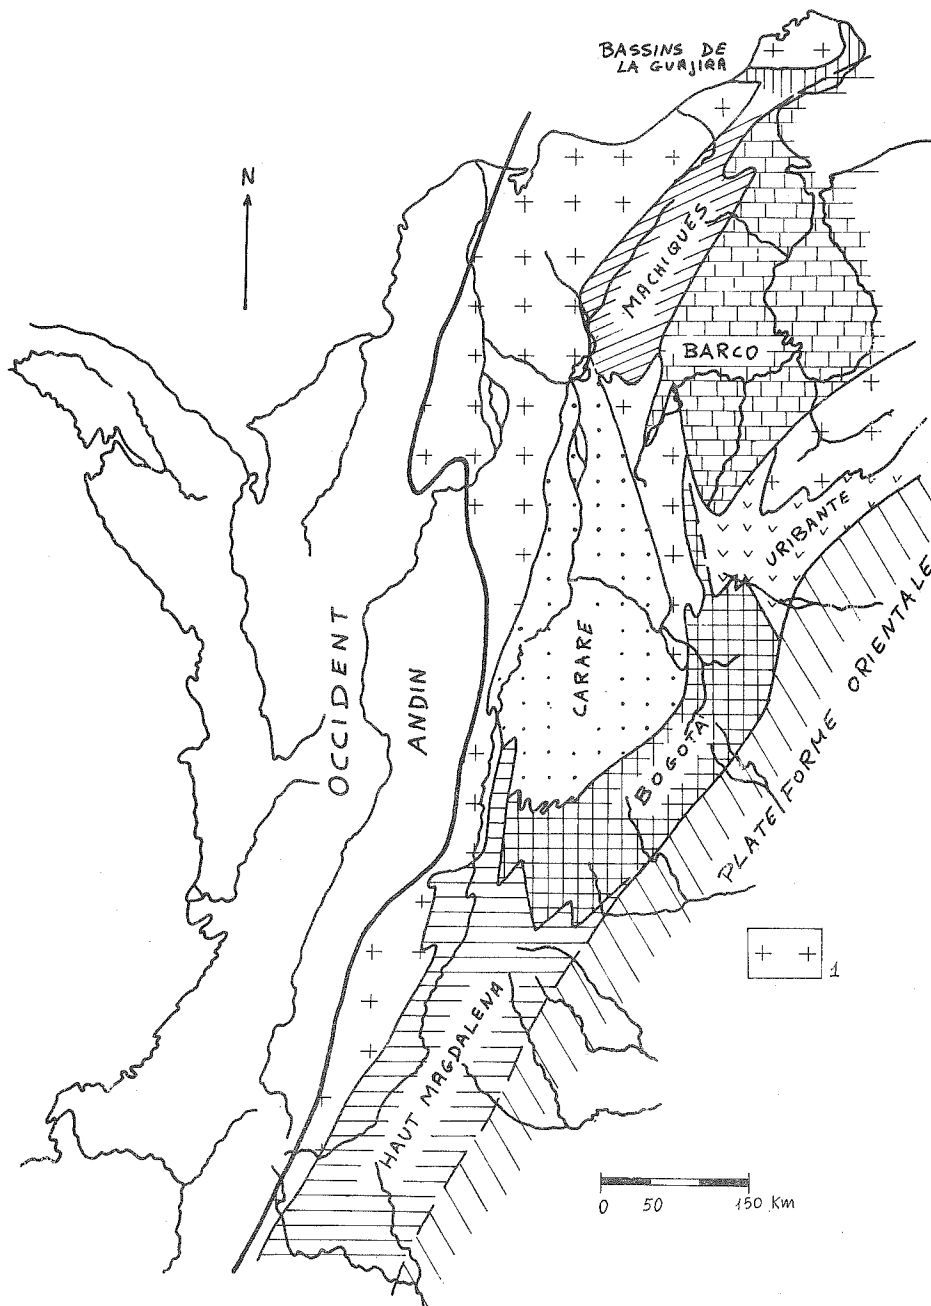 BASSINS DE
LA GUAJIRA
N
MACHIQUES
BARCO
URIBANTE
PLATEFORME ORIENTALE
OCCIDENT
ANDIN
CARARE
BOGOTA
HAUT MAGDALENA
1
0 50 150 Km